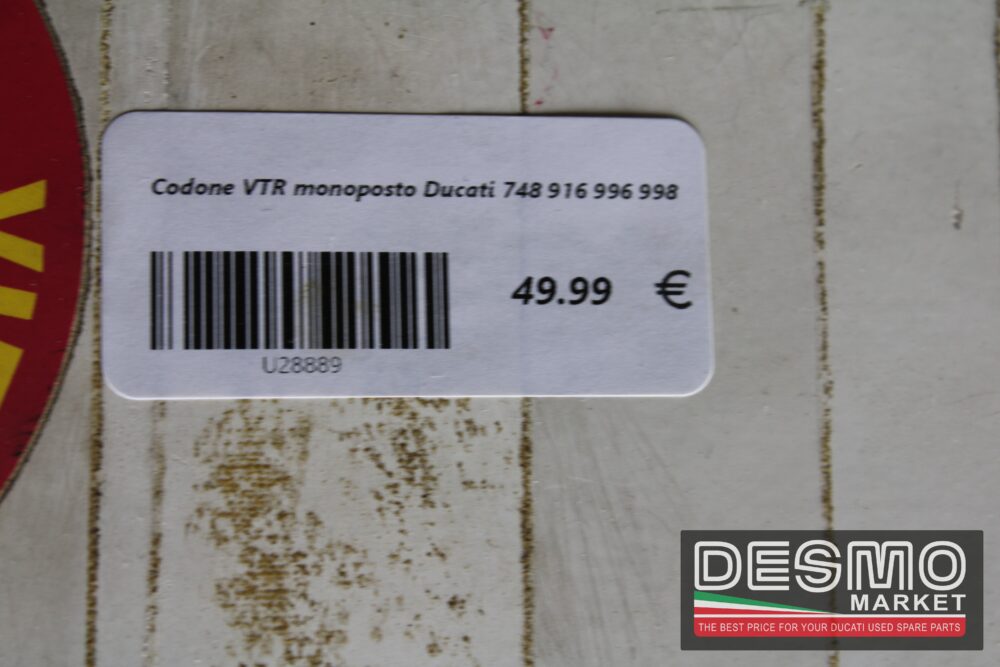 Codone VTR monoposto Ducati 748 916 996 998
49.99 €
U28889
DESMO
MARKET
THE BEST PRICE FOR YOUR DUCATI USED SPARE PARTS